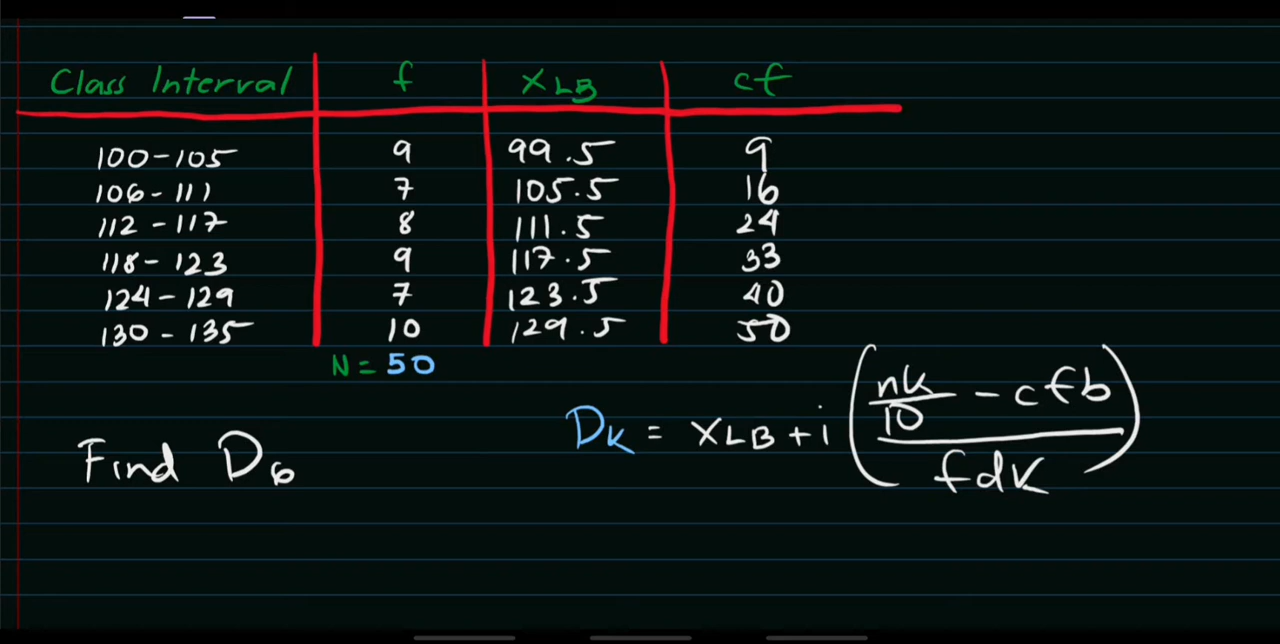 Class Interval f XLB cf
100-105 9 99.5 9
106-111 7 105.5 16
112-117 8 111.5 24
118-123 9 117.5 33
124-129 7 123.5 40
130-135 10 129.5 50
N = 50
Find D6
DK = XLB + i (nk/10 - cfb / fdK)